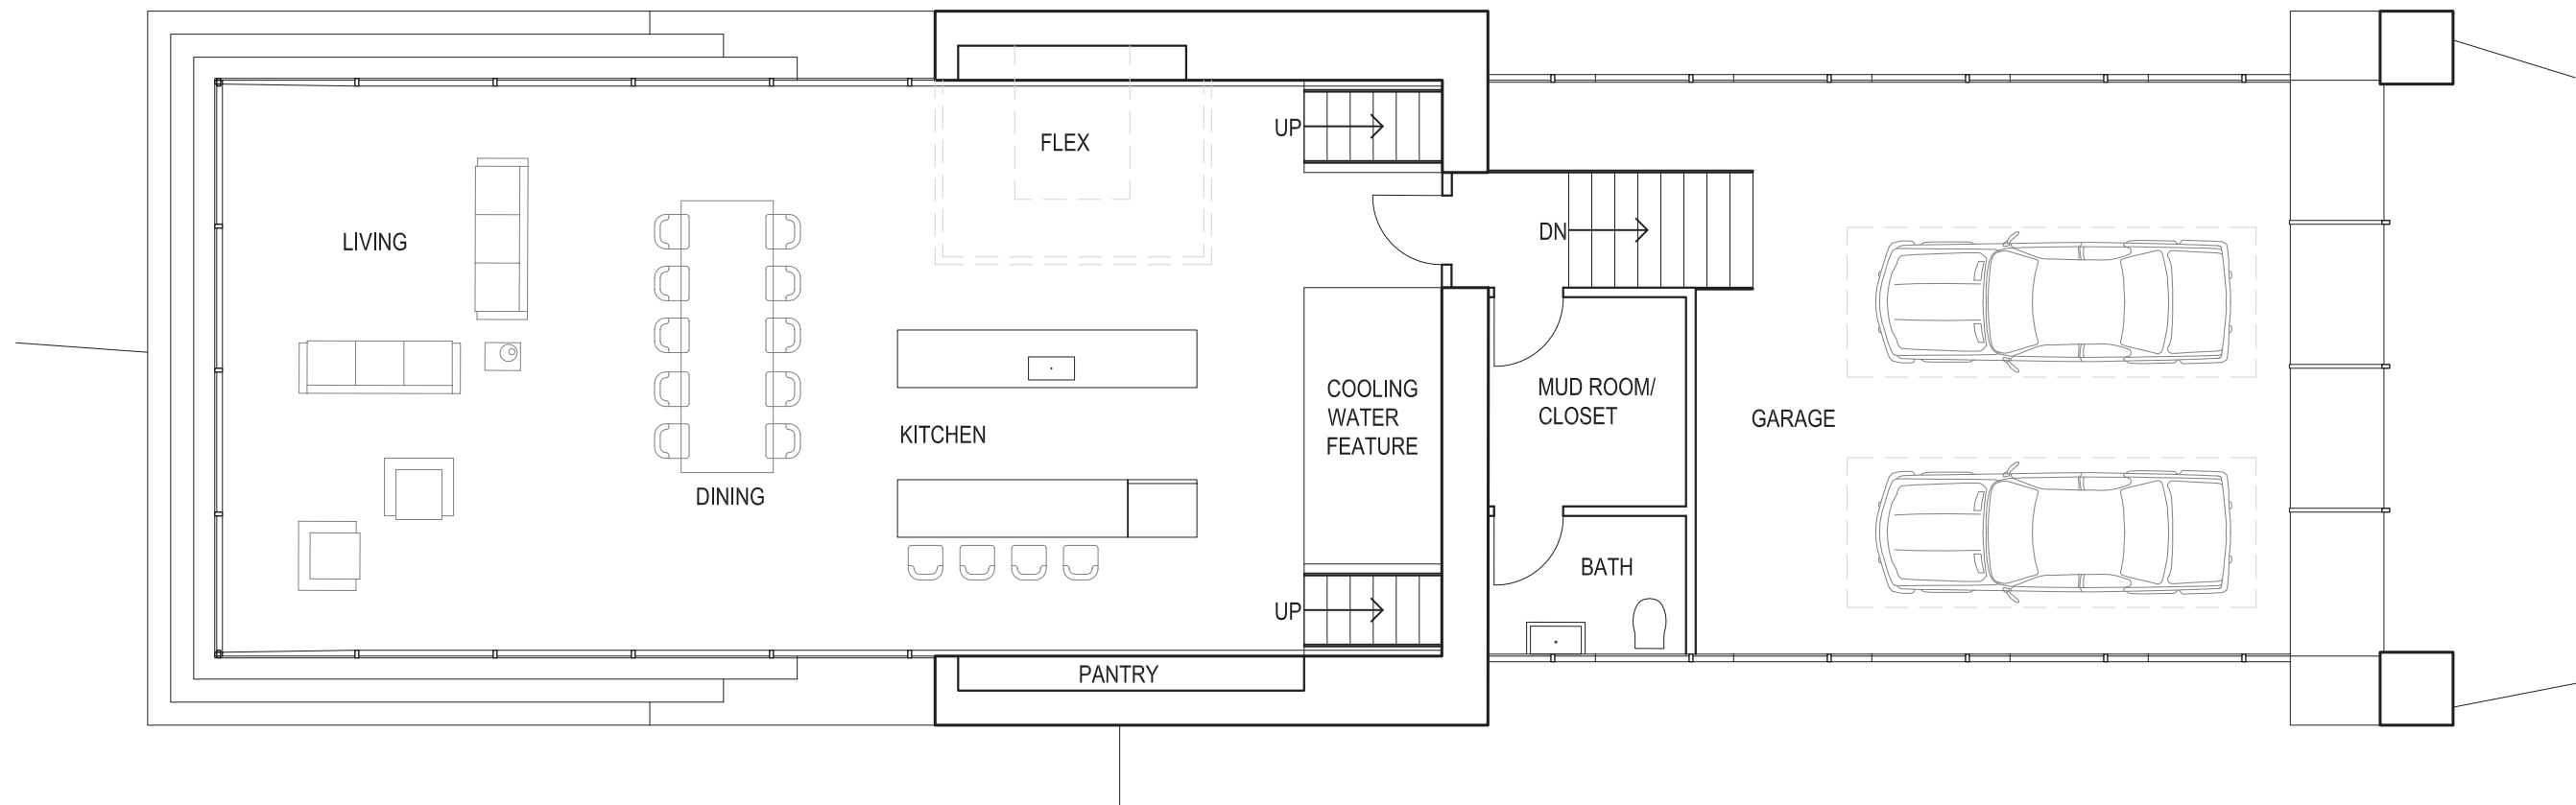 UP
FLEX
LIVING
DN
COOLING
WATER
FEATURE
MUD ROOM/
CLOSET
GARAGE
KITCHEN
DINING
BATH
UP
PANTRY